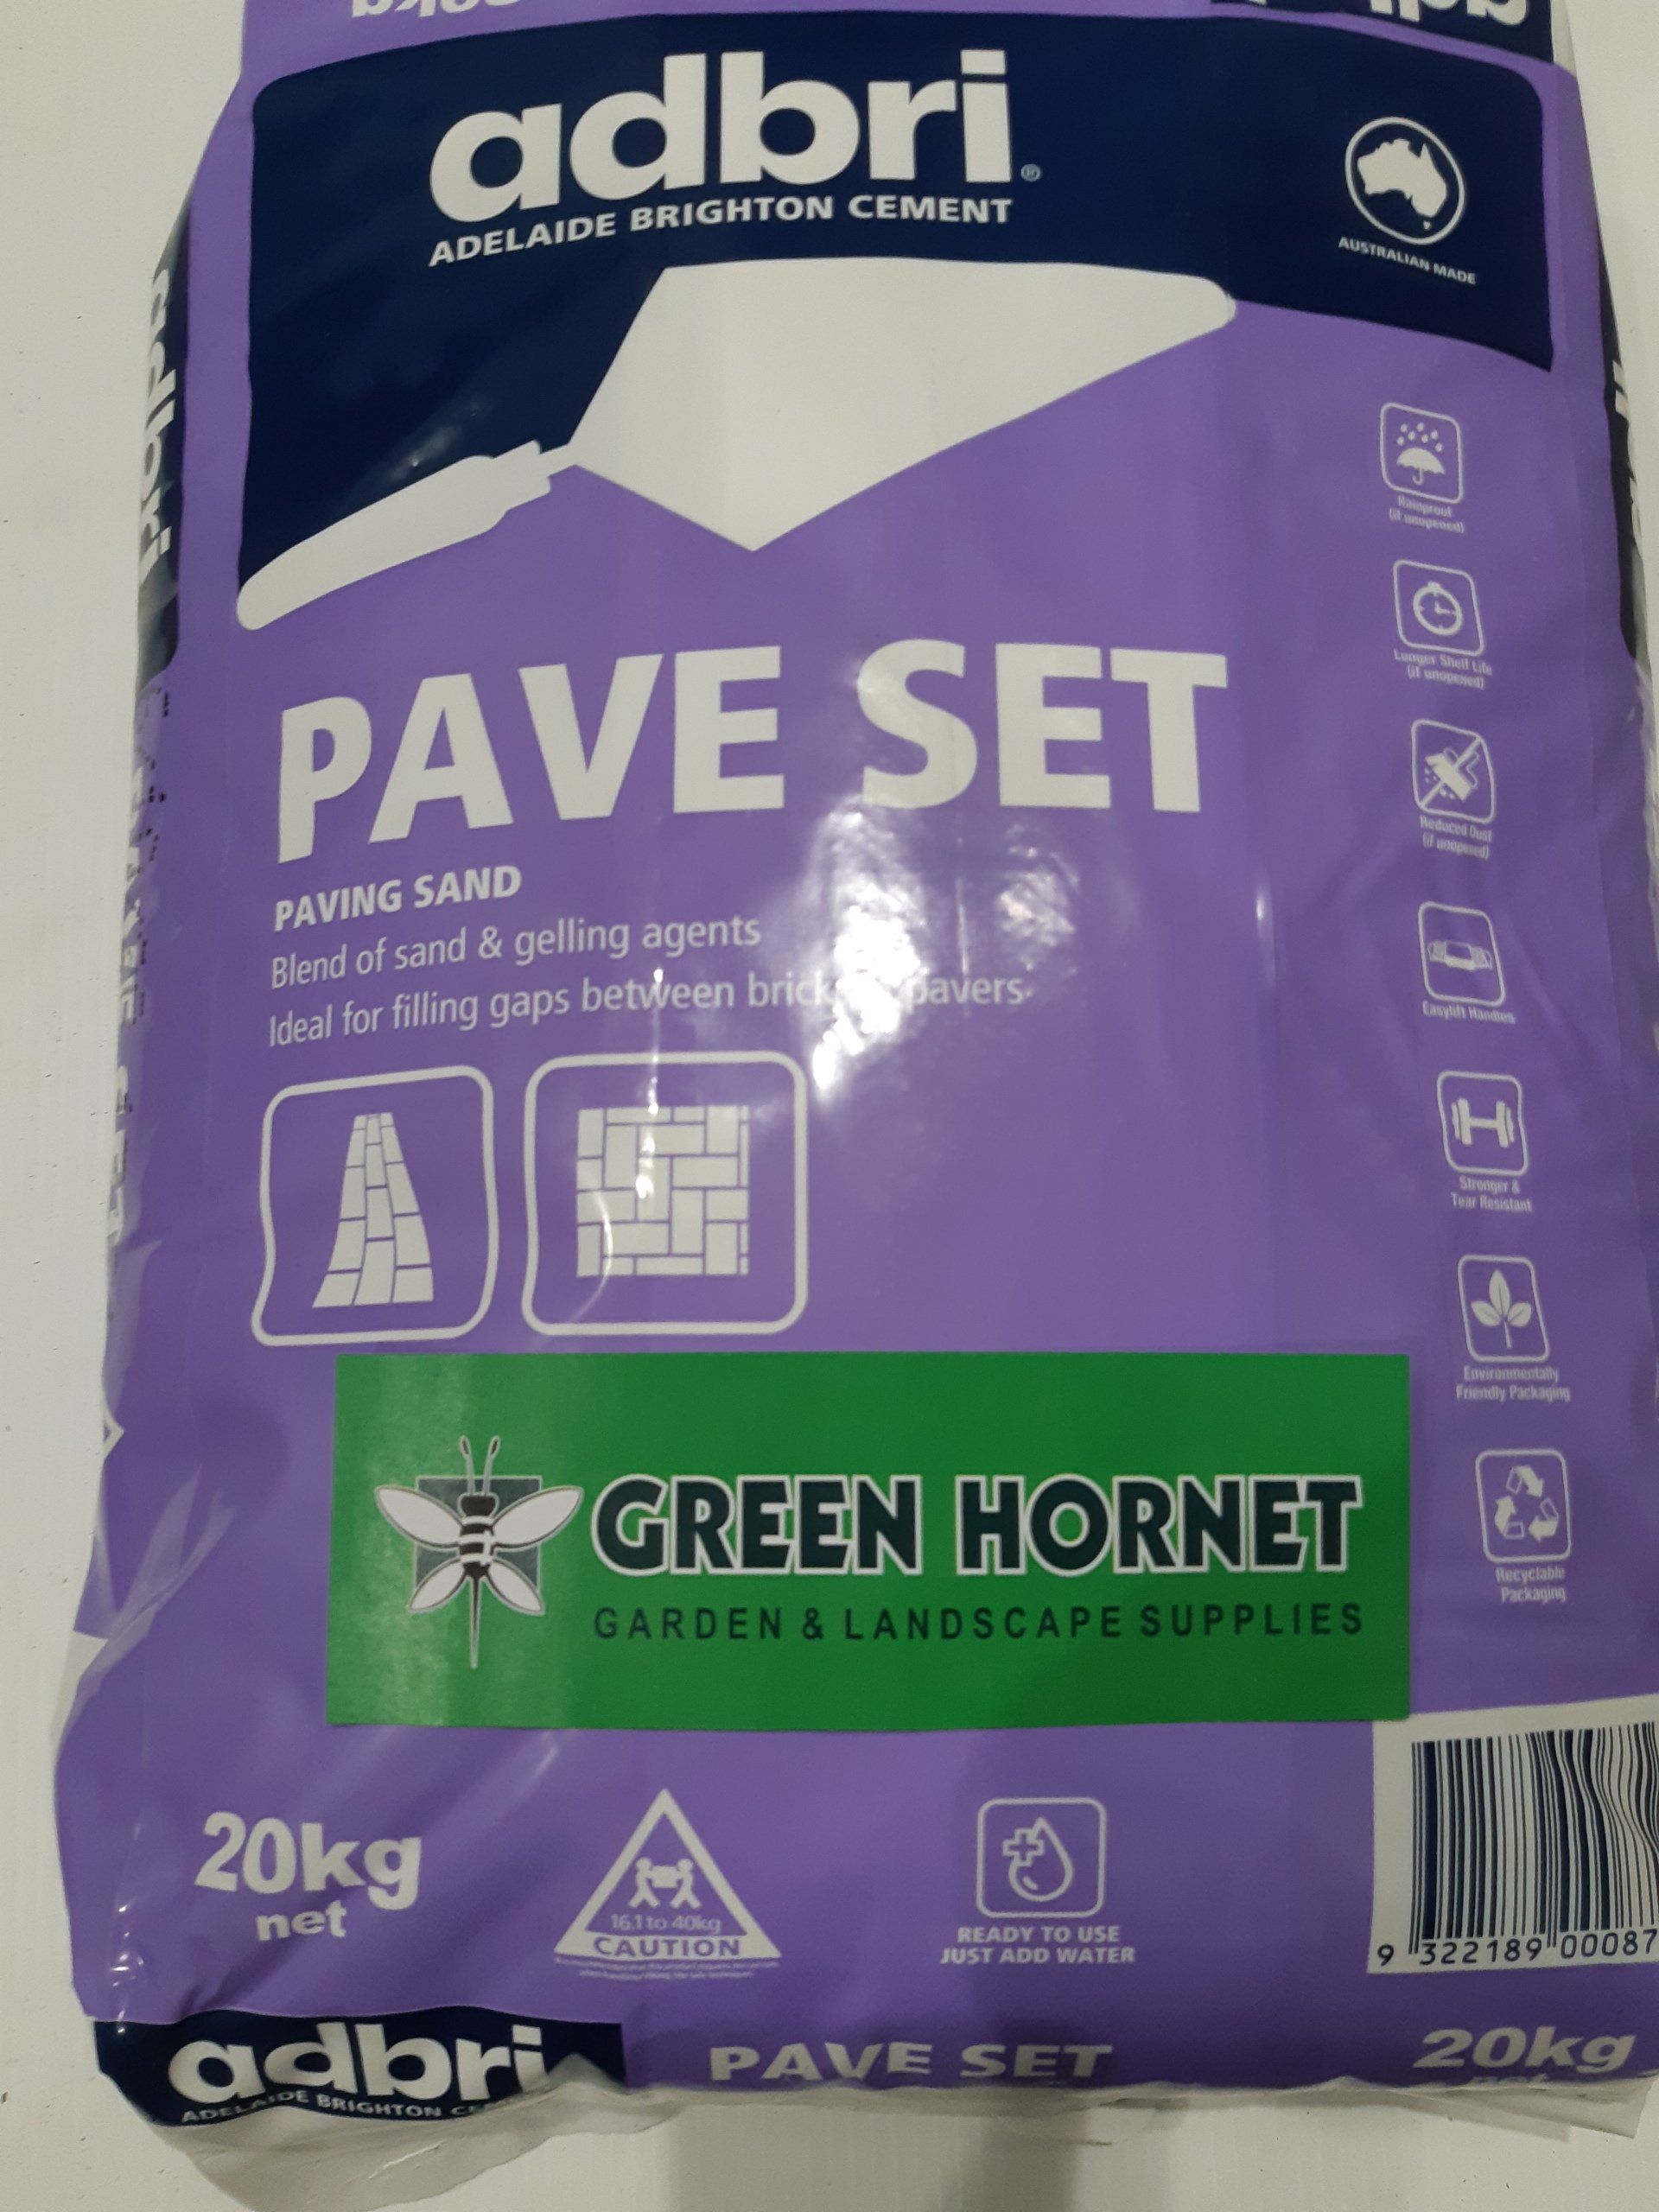 adbri
ADELAIDE BRIGHTON CEMENT
AUSTRALIAN MADE
adbri
Rainproof
(if unopened)
Longer Shelf Life
(if unopened)
Reduced Dust
(if unopened)
Easylift Handles
Stronger &
Tear Resistant
Environmentally
Friendly Packaging
Recyclable
Packaging
PAVE SET
PAVING SAND
Blend of sand & gelling agents
Ideal for filling gaps between pavers.
GREEN HORNET
GARDEN & LANDSCAPE SUPPLIES
20kg
net
16.1 to 40kg
CAUTION
READY TO USE
JUST ADD WATER
9 322189 00087
adbri
ADELAIDE BRIGHTON
PAVE SET
20kg